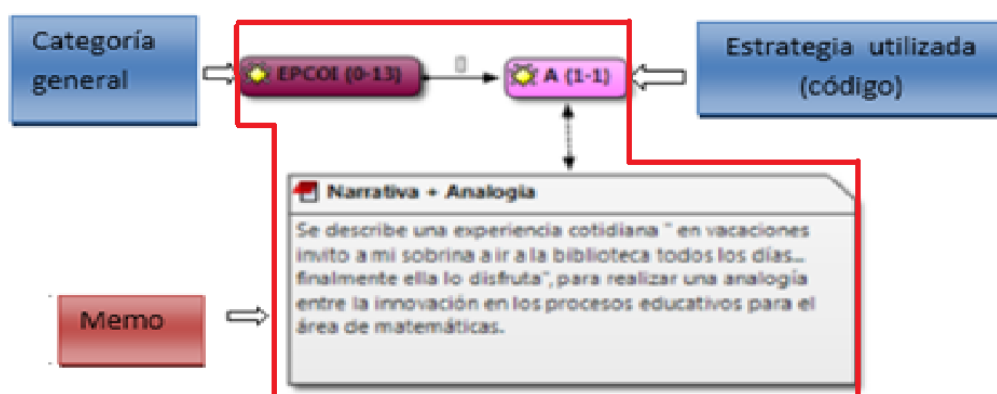 Categoría
general
EPCOI (0-13)
A (1-1)
Estrategia utilizada
(código)
Narrativa + Analogia
Se describe una experiencia cotidiana " en vacaciones
invito a mi sobrina a ir a la biblioteca todos los días...
finalmente ella lo disfruta", para realizar una analogía
entre la innovación en los procesos educativos para el
área de matemáticas.
Memo